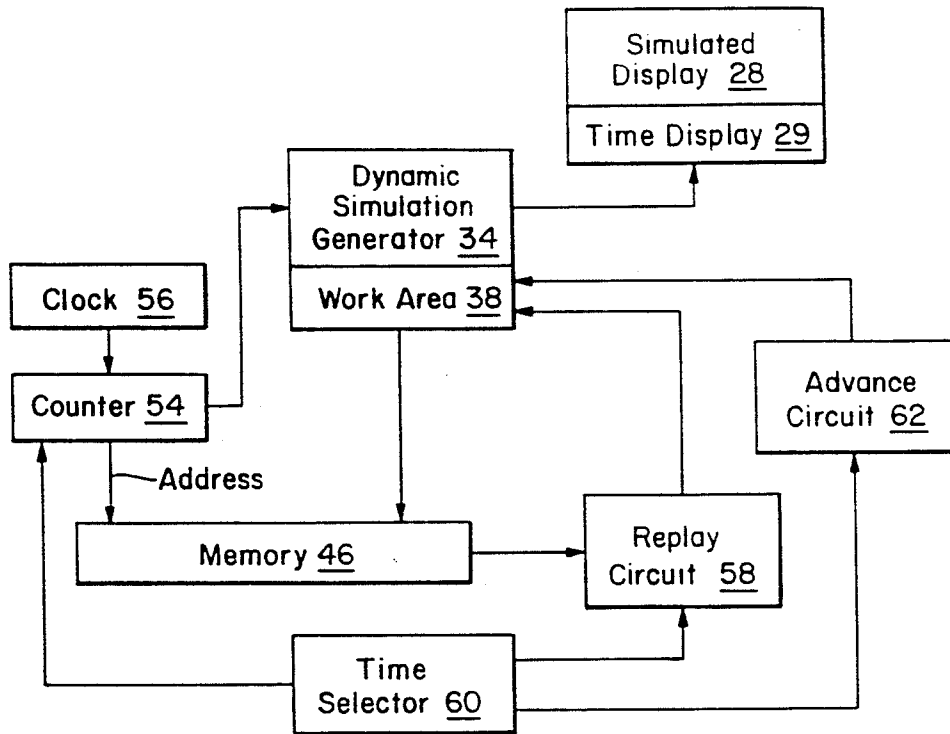 Simulated
Display 28
Time Display 29
Dynamic
Simulation
Generator 34
Work Area 38
Clock 56
Counter 54
Address
Advance
Circuit 62
Memory 46
Replay
Circuit 58
Time
Selector 60